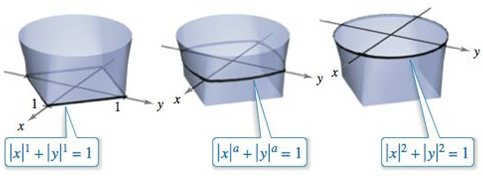 1
1
y
x
|x|¹ + |y|¹ = 1
y
x
|x|ᵃ + |y|ᵃ = 1
y
x
|x|² + |y|² = 1